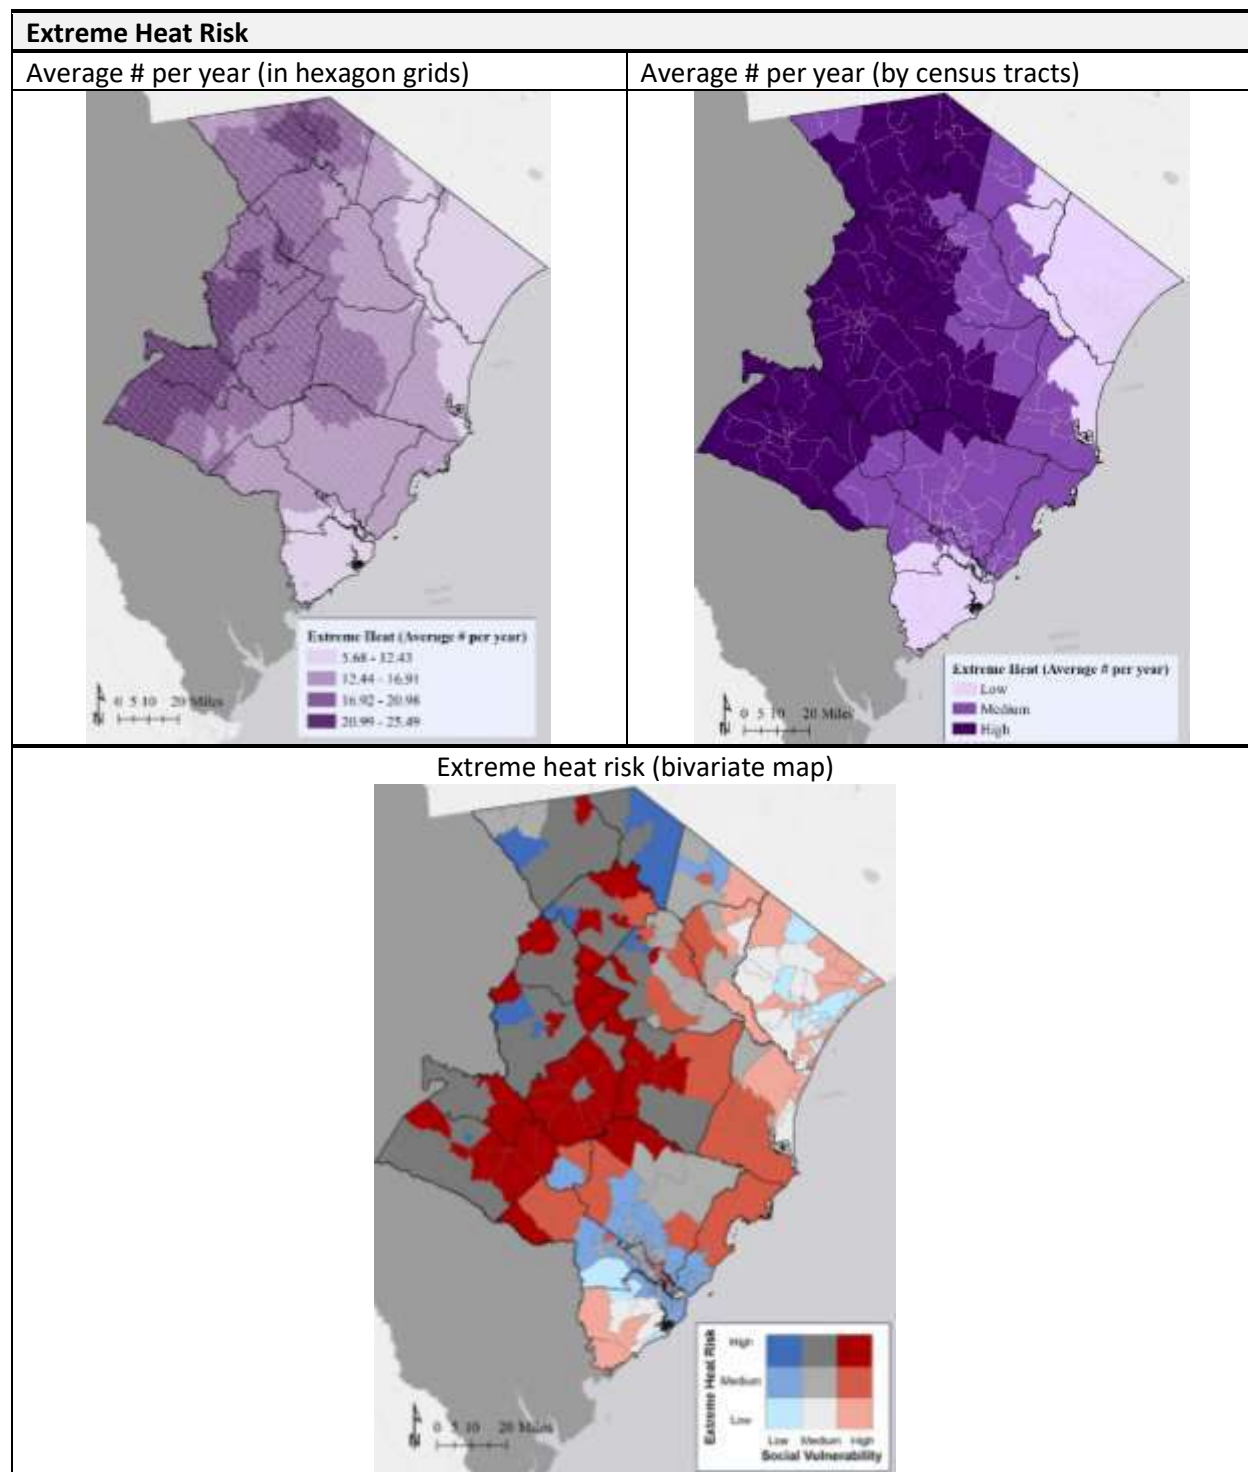 Extreme Heat Risk
Average # per year (in hexagon grids)
Average # per year (by census tracts)
Extreme Heat (Average # per year)
5.68 - 12.43
12.44 - 16.91
16.92 - 20.98
20.99 - 25.49
0 5 10 20 Miles
N
Extreme Heat (Average # per year)
Low
Medium
High
0 5 10 20 Miles
N
Extreme heat risk (bivariate map)
Extreme Heat Risk
High
Medium
Low
Low Medium High
Social Vulnerability
0 5 10 20 Miles
N